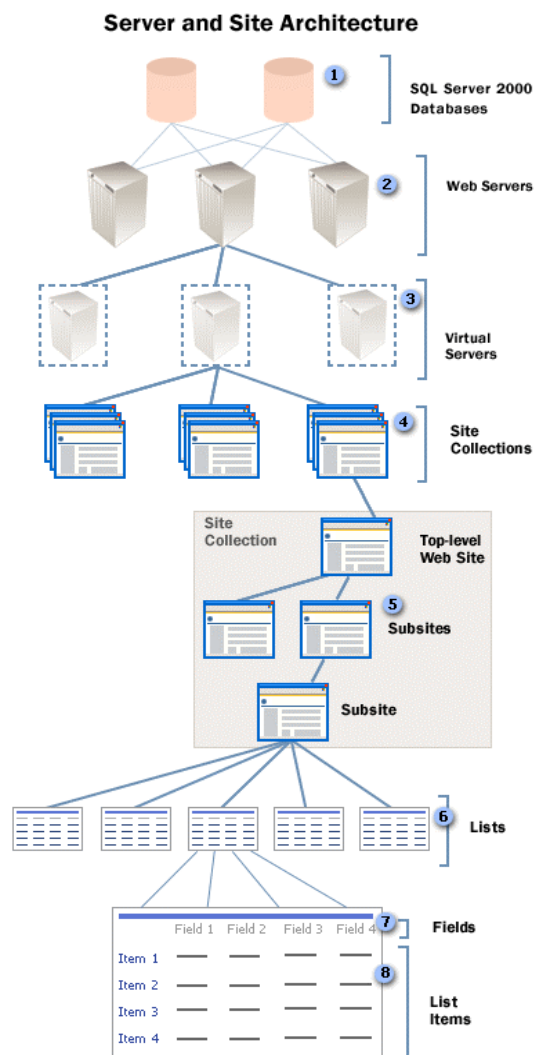 Server and Site Architecture
1
SQL Server 2000
Databases
2
Web Servers
3
Virtual
Servers
4
Site
Collections
Site
Collection
Top-level
Web Site
5
Subsites
Subsite
6
Lists
7
Field 1 Field 2 Field 3 Field 4
Fields
8
Item 1
Item 2
Item 3
Item 4
List
Items